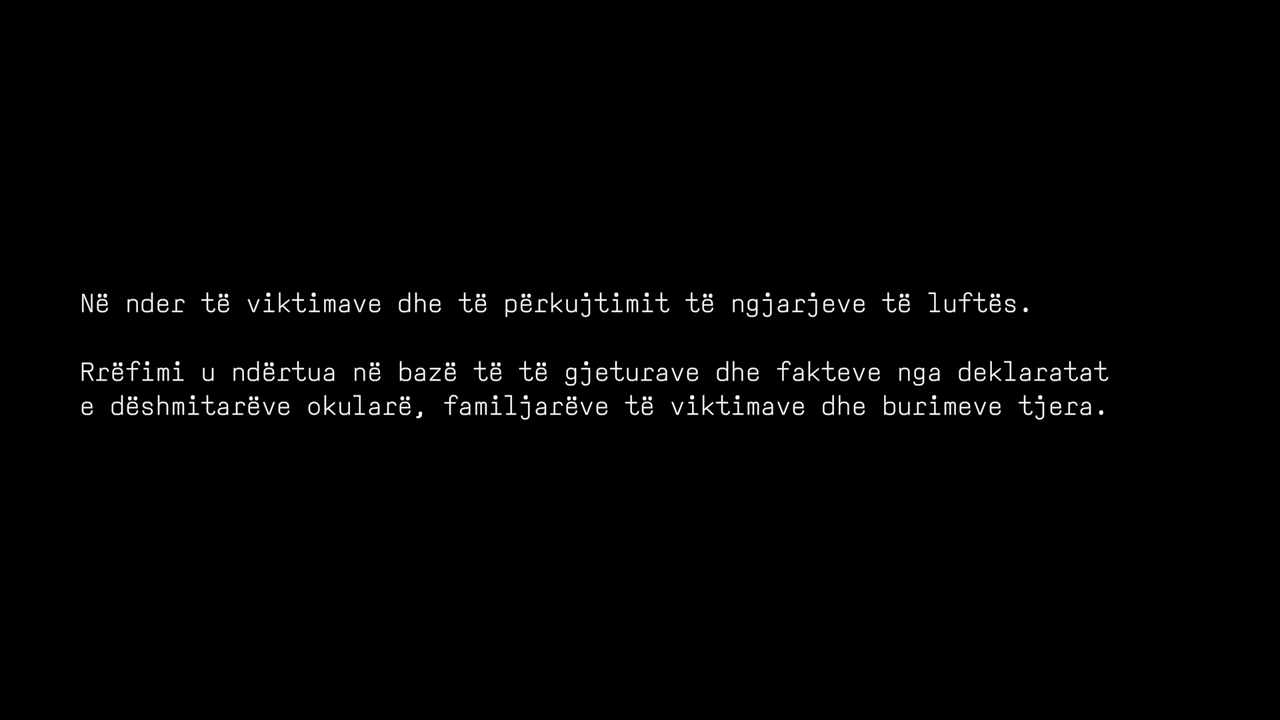 Në nder të viktimave dhe të përkujtimit të ngjarjeve të luftës.
Rrëfimi u ndërtua në bazë të të gjeturave dhe fakteve nga deklaratat
e dëshmitarëve okularë, familjarëve të viktimave dhe burimeve tjera.